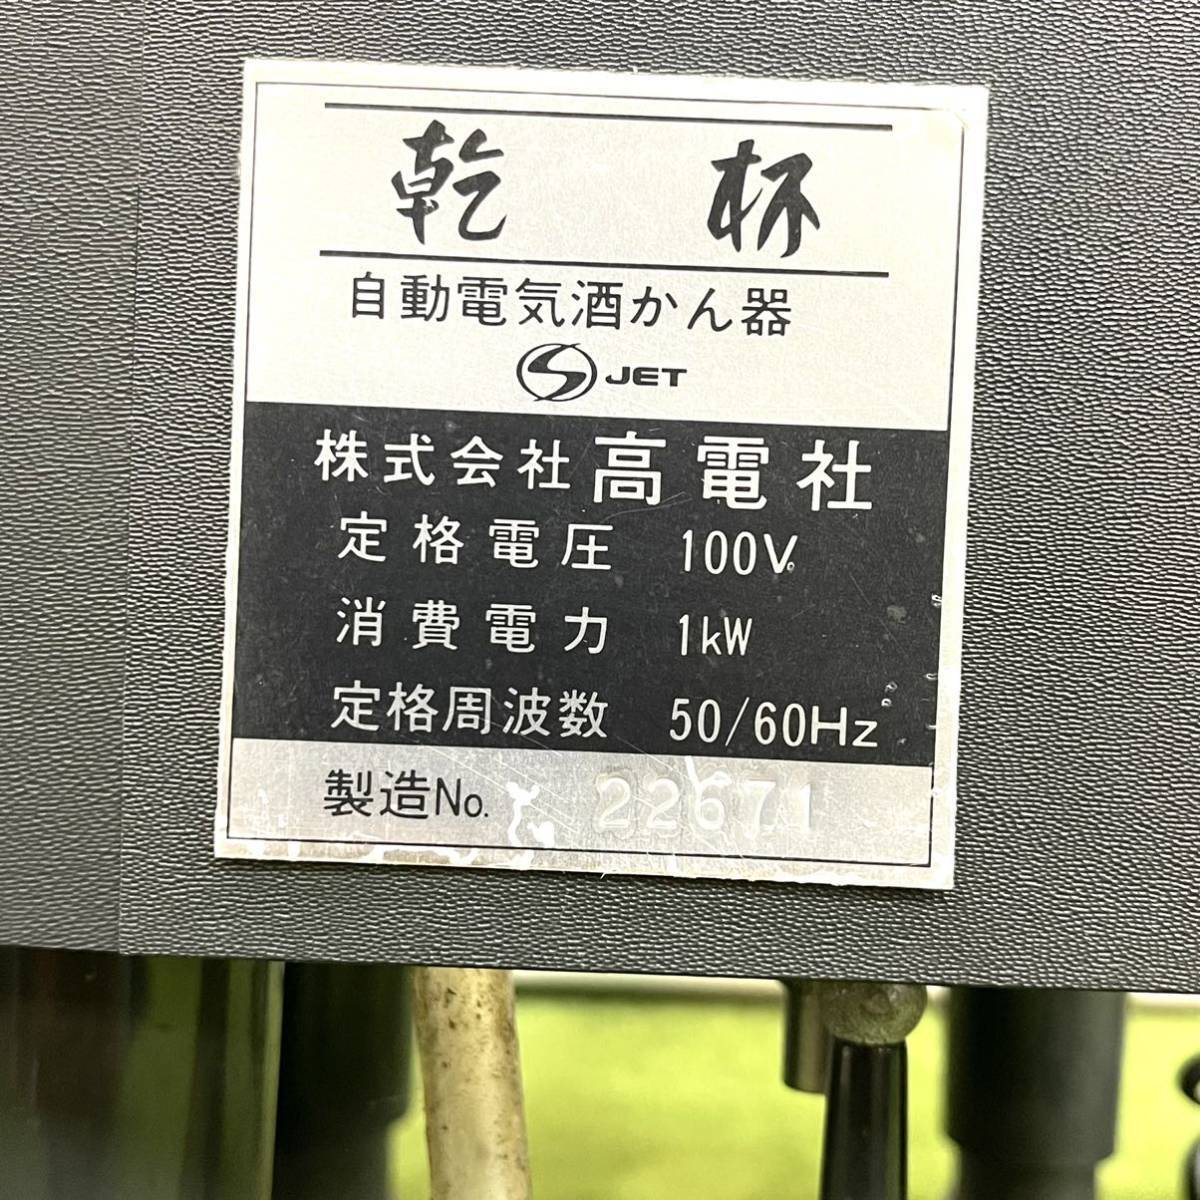 乾 杯
自動電気酒かん器
JET
株式会社 高電社
定格電圧 100V
消費電力 1kW
定格周波数 50/60Hz
製造No. 22671